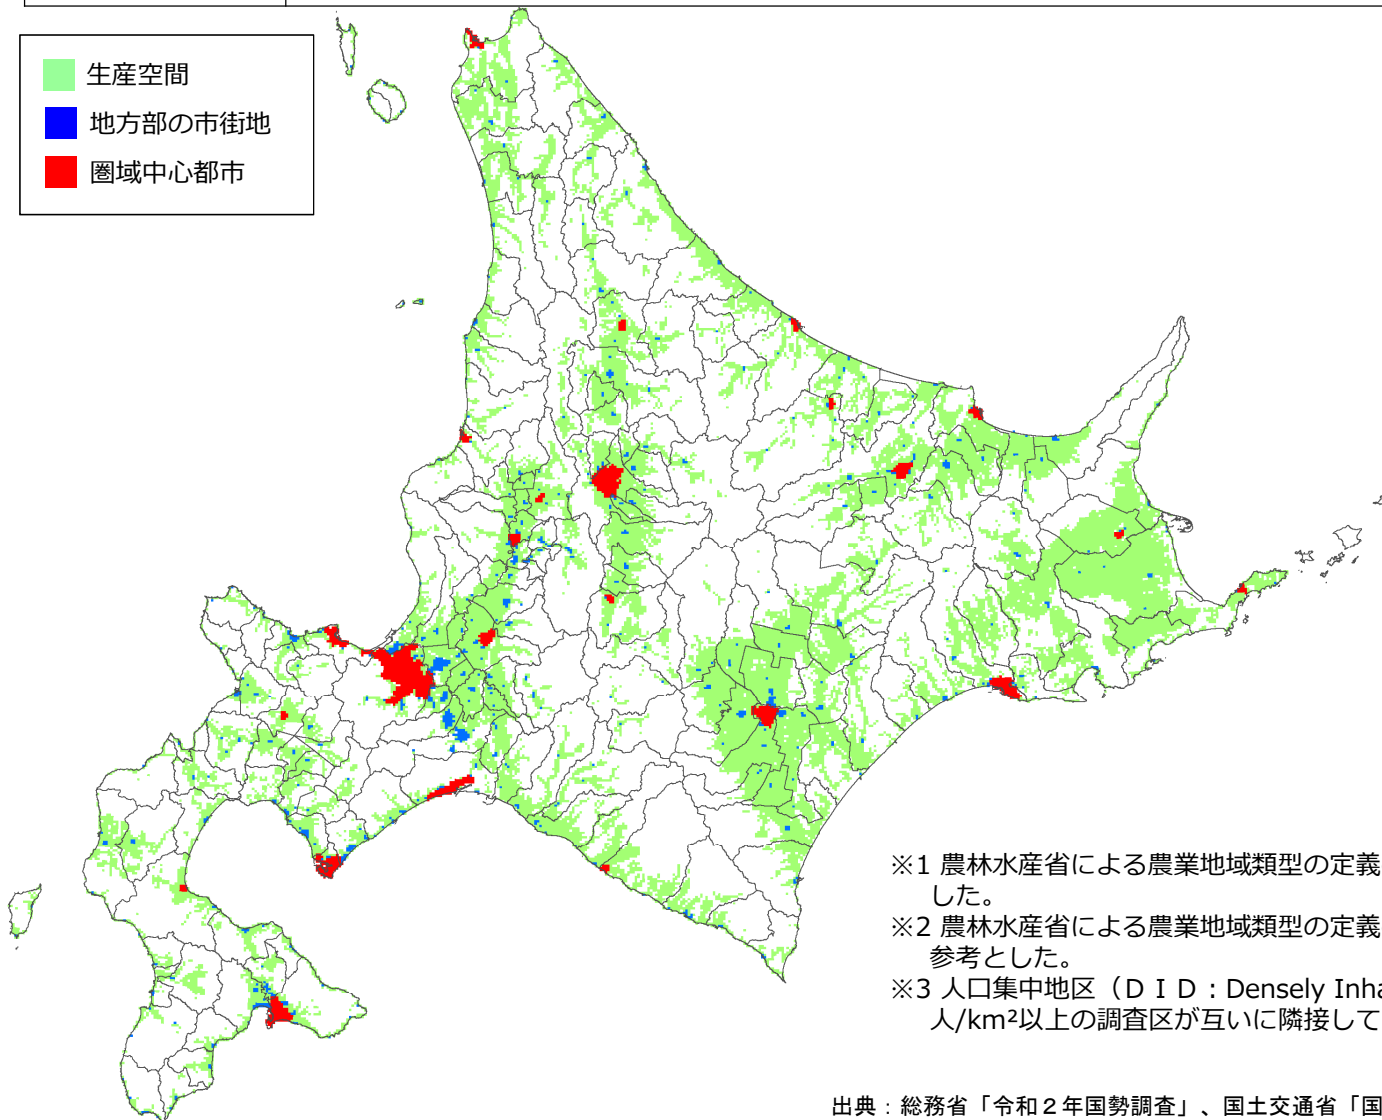 生産空間
地方部の市街地
圏域中心都市
※1 農林水産省による農業地域類型の定義
した。
※2 農林水産省による農業地域類型の定義
参考とした。
※3 人口集中地区（ＤＩＤ：Densely Inha
人/km²以上の調査区が互いに隣接して
出典：総務省「令和２年国勢調査」、国土交通省「国